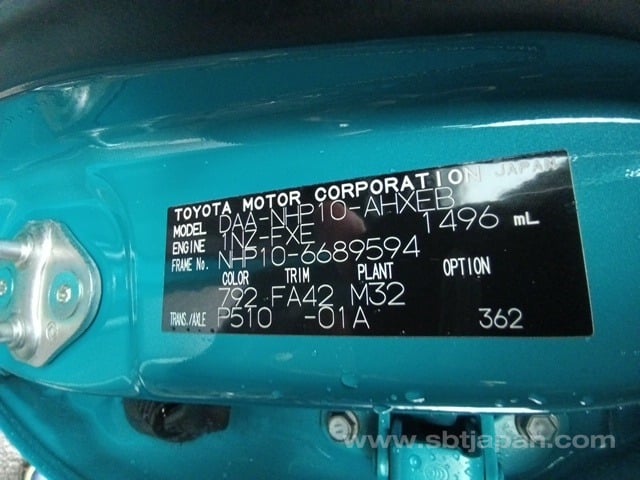 TOYOTA MOTOR CORPORATION JAPAN
MODEL DAA-NHP10-AHXEB
ENGINE 1NZ-FXE 1496 mL
FRAME No. NHP10-6689594
COLOR TRIM PLANT OPTION
792 FA42 M32
TRANS./AXLE P510 -01A 362
www.sbtjapan.com